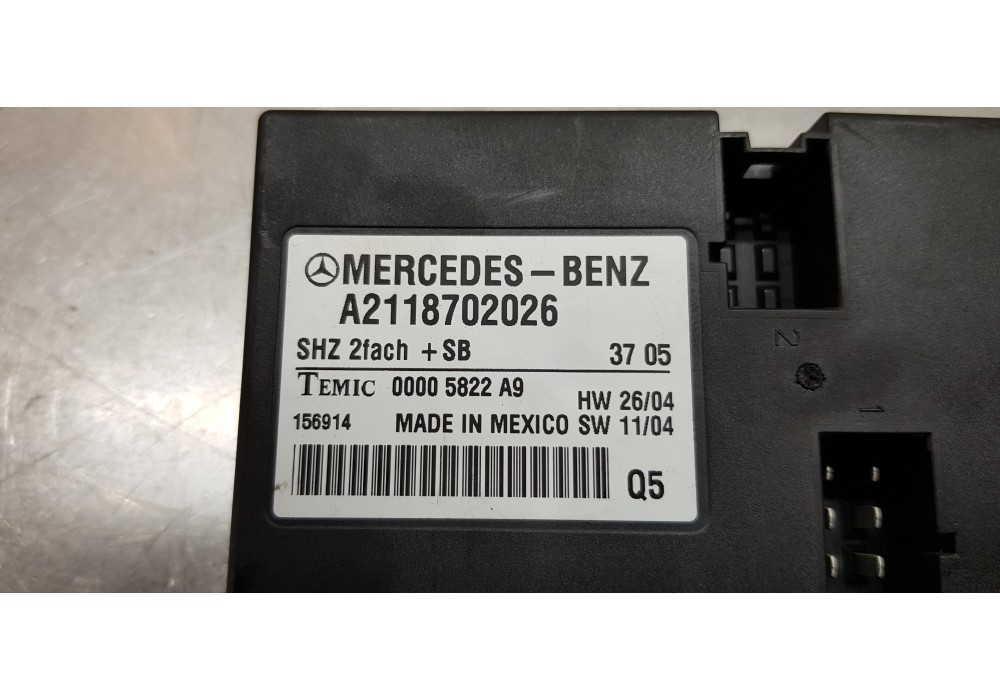 MERCEDES-BENZ
A2118702026
SHZ 2fach +SB 37 05
TEMIC 0000 5822 A9 HW 26/04
156914 MADE IN MEXICO SW 11/04
Q5
2
1